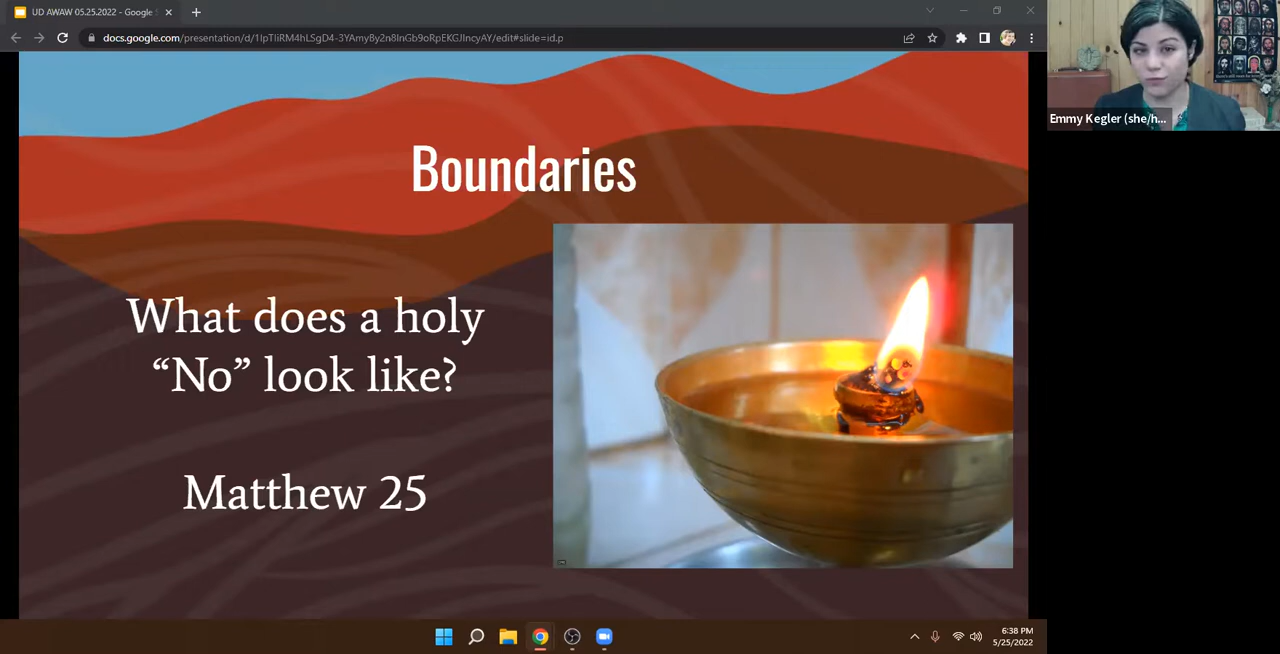 UD AWAW 05.25.2022 - Google
docs.google.com/presentation/d/1IpTIiRM4hLSgD4-3YAmyBy2n8InGb9oRpEKGJIncyAY/edit#slide=id.p
Emmy Kegler (she/h...
Boundaries
What does a holy
“No” look like?
Matthew 25
6:38 PM
5/25/2022